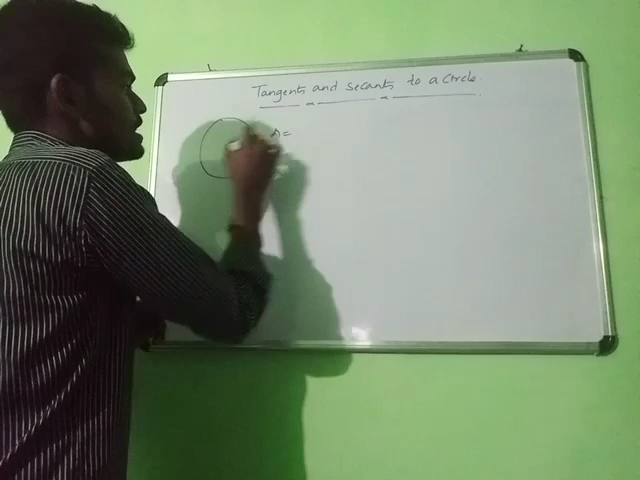 Tangents and secants to a Circle.
r=